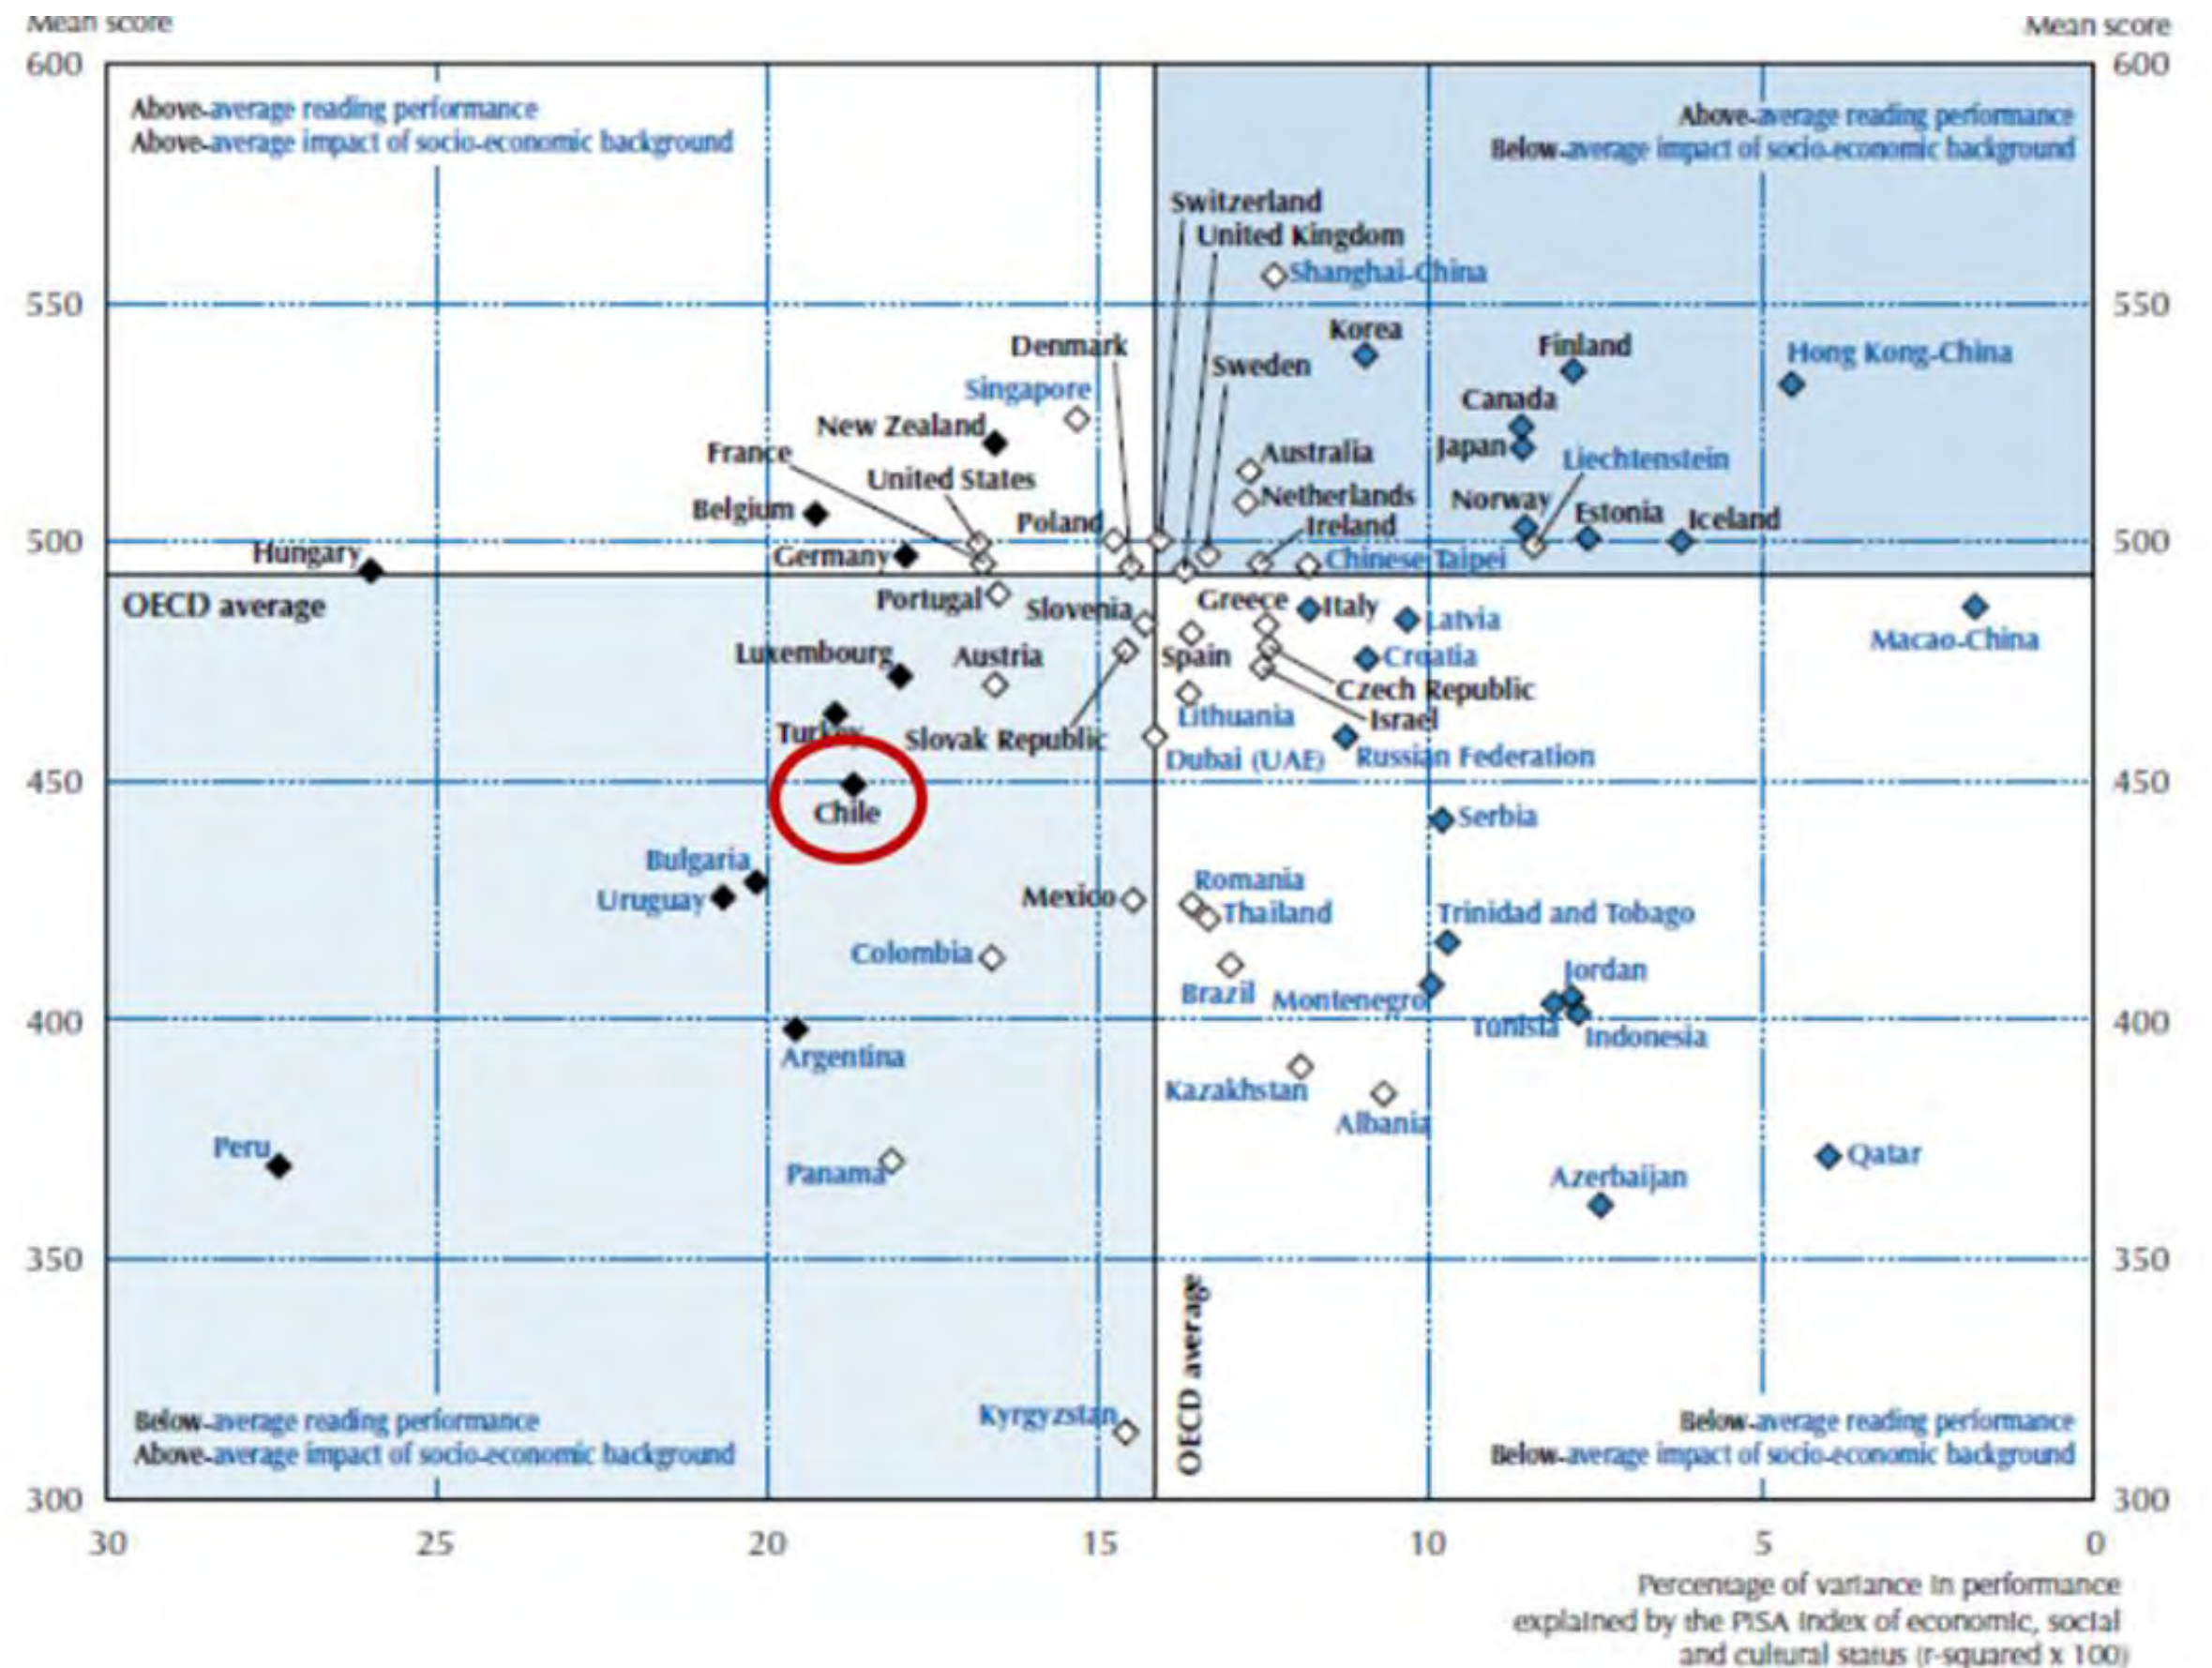 Mean score
Mean score
600
600
Above-average reading performance
Above-average impact of socio-economic background
Above-average reading performance
Below-average impact of socio-economic background
Switzerland
United Kingdom
Shanghai-China
550
550
Korea
Denmark
Finland
Hong Kong-China
Sweden
Singapore
Canada
New Zealand
France
Australia
Japan
Liechtenstein
United States
Netherlands
Norway
Belgium
Poland
Ireland
Estonia
Iceland
500
500
Hungary
Germany
Chinese Taipei
OECD average
Portugal
Slovenia
Greece
Italy
Latvia
Macao-China
Luxembourg
Austria
Spain
Croatia
Czech Republic
Lithuania
Israel
Turkey
Slovak Republic
Dubai (UAE)
Russian Federation
450
450
Chile
Serbia
Bulgaria
Uruguay
Mexico
Romania
Thailand
Trinidad and Tobago
Colombia
Jordan
Brazil
Montenegro
400
400
Tunisia
Indonesia
Argentina
Kazakhstan
Albania
Peru
Panama
Qatar
Azerbaijan
350
350
OECD average
Kyrgyzstan
Below-average reading performance
Above-average impact of socio-economic background
Below-average reading performance
Below-average impact of socio-economic background
300
300
30
25
20
15
10
5
0
Percentage of variance in performance
explained by the PISA index of economic, social
and cultural status (r-squared x 100)